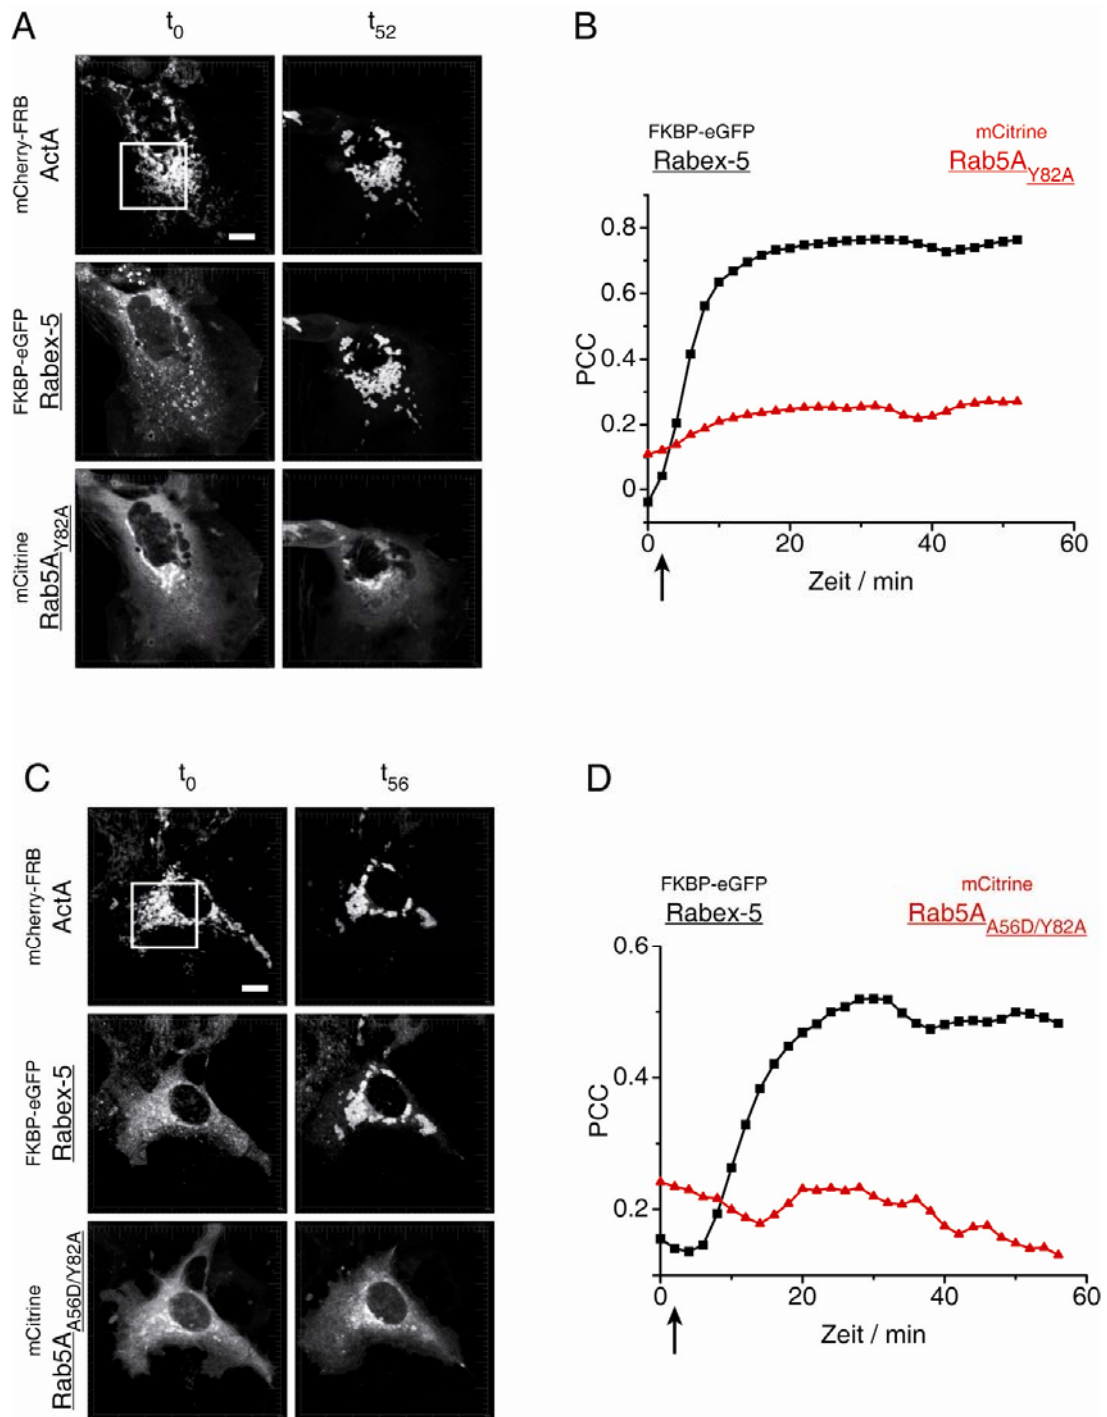 A
t0
t52
mCherry-FRB
ActA
FKBP-eGFP
Rabex-5
mCitrine
Rab5AY82A
B
FKBP-eGFP
Rabex-5
mCitrine
Rab5AY82A
0.8
0.6
0.4
0.2
0
PCC
0
20
40
60
Zeit / min
C
t0
t56
mCherry-FRB
ActA
FKBP-eGFP
Rabex-5
mCitrine
Rab5AA56D/Y82A
D
FKBP-eGFP
Rabex-5
mCitrine
Rab5AA56D/Y82A
0.6
0.4
0.2
PCC
0
20
40
60
Zeit / min